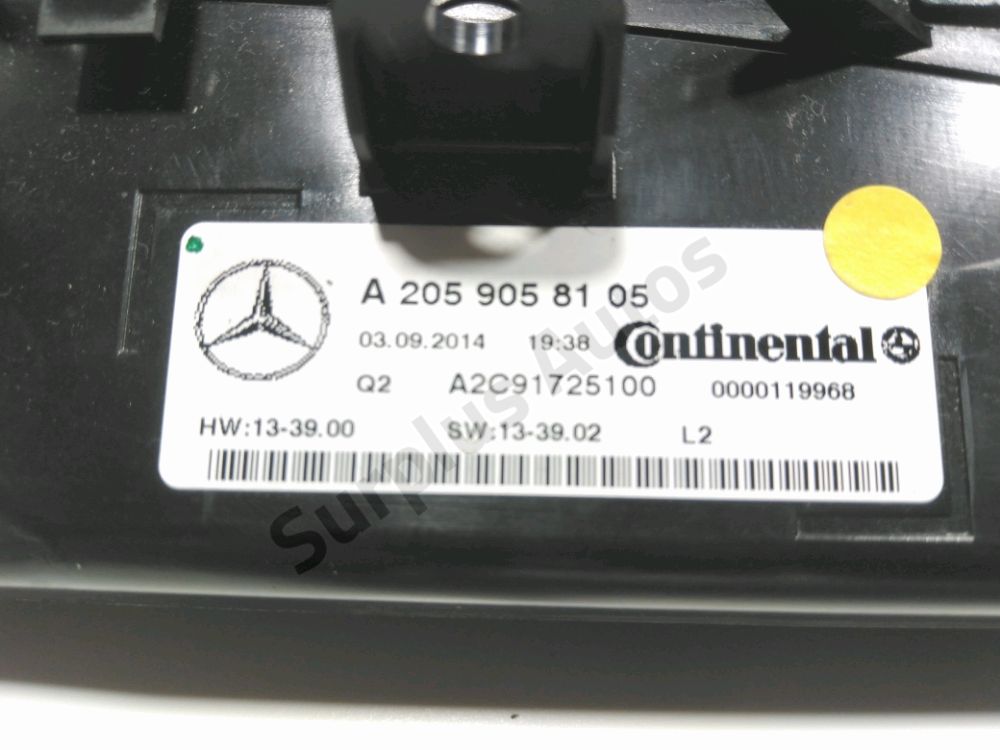 A 205 905 81 05
03.09.2014 19:38 Continental
Q2 A2C91725100 0000119968
HW:13-39.00 SW:13-39.02 L2
Surplus Autos